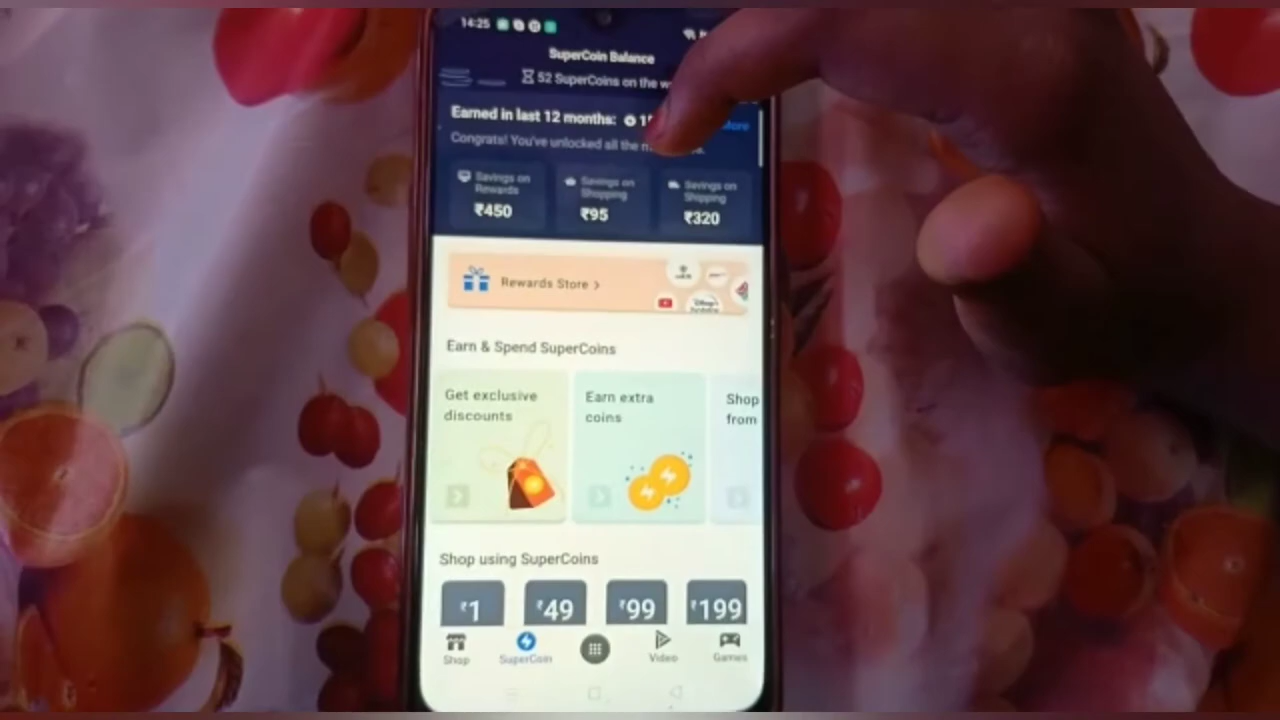 14:25
SuperCoin Balance
52 SuperCoins on the
Earned in last 12 months:
More
Congrats! You've unlocked all the
Savings on
Rewards
₹450
Savings on
Shopping
₹95
Savings on
Shopping
₹320
Rewards Store >
Earn & Spend SuperCoins
Get exclusive
discounts
Earn extra
coins
Shop
from
Shop using SuperCoins
₹1
₹49
₹99
₹199
Shop
SuperCoin
Video
Games